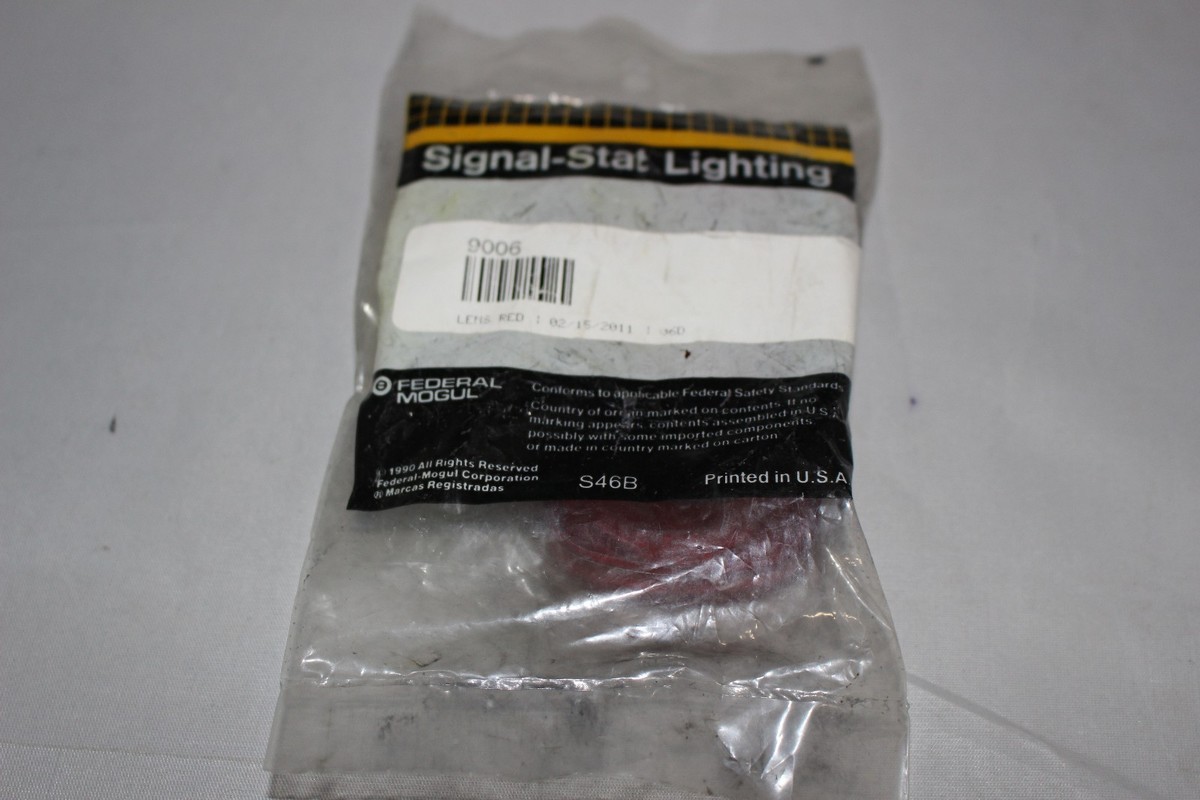 Signal-Stat Lighting
9006
LENS RED : 02/15/2011 : 06D
FEDERAL
MOGUL
Conforms to applicable Federal Safety Standards
Country of origin marked on contents. If no
marking appears, contents assembled in U.S.A.
possibly with some imported components
or made in country marked on carton
© 1990 All Rights Reserved
Federal-Mogul Corporation
Marcas Registradas
S46B
Printed in U.S.A